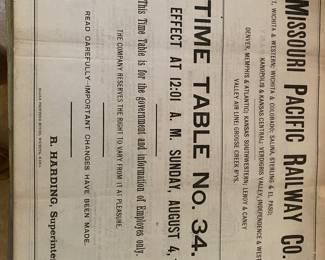 MISSOURI PACIFIC RAILWAY CO.
T, WICHITA & WESTERN; WICHITA & COLORADO; SALINA, STERLING & EL PASO;
KANOPOLIS & KANSAS CENTRAL; VERDIGRIS VALLEY, INDEPENDENCE & WEST
DENVER, MEMPHIS & ATLANTIC; KANSAS SOUTHWESTERN; LEROY & CANEY
VALLEY AIR LINE; GROUSE CREEK R'YS.
TIME TABLE No. 34.
EFFECT AT 12:01 A. M. SUNDAY, AUGUST 4,
This Time Table is for the government and information of Employes only.
THE COMPANY RESERVES THE RIGHT TO VARY FROM IT AT PLEASURE.
READ CAREFULLY—IMPORTANT CHANGES HAVE BEEN MADE.
R. HARDING, Superinten